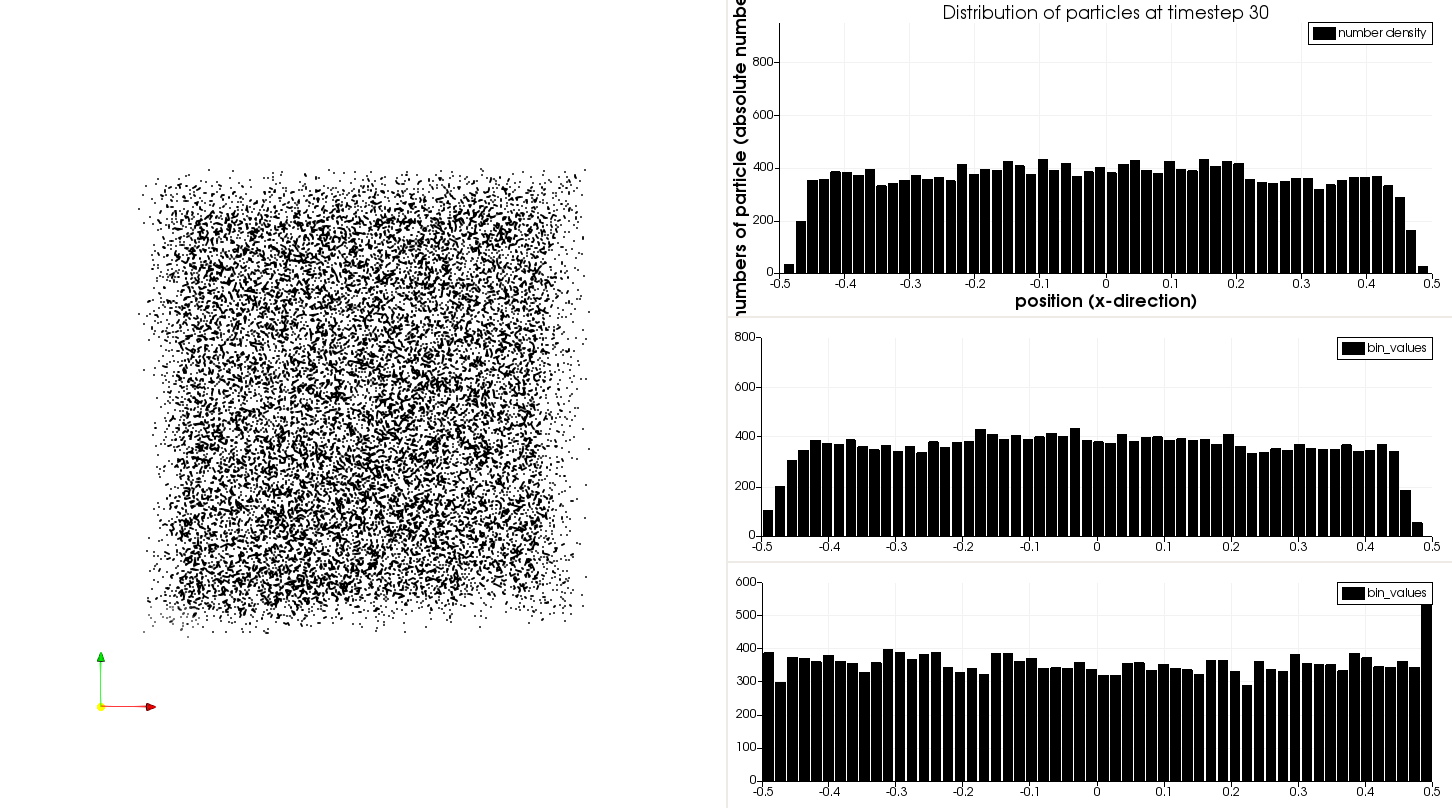 Distribution of particles at timestep 30
numbers of particle (absolute numbe
number density
800
600
400
200
0
-0.5 -0.4 -0.3 -0.2 -0.1 0 0.1 0.2 0.3 0.4 0.5
position (x-direction)
bin_values
800
600
400
200
0
-0.5 -0.4 -0.3 -0.2 -0.1 0 0.1 0.2 0.3 0.4 0.5
bin_values
600
500
400
300
200
100
0
-0.5 -0.4 -0.3 -0.2 -0.1 0 0.1 0.2 0.3 0.4 0.5